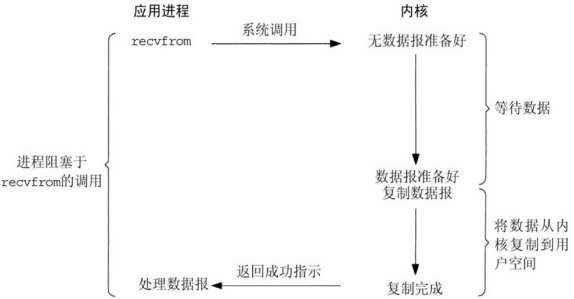 应用进程
内核
recvfrom
系统调用
无数据报准备好
等待数据
进程阻塞于
recvfrom的调用
数据报准备好
复制数据报
将数据从内
核复制到用
户空间
处理数据报
返回成功指示
复制完成